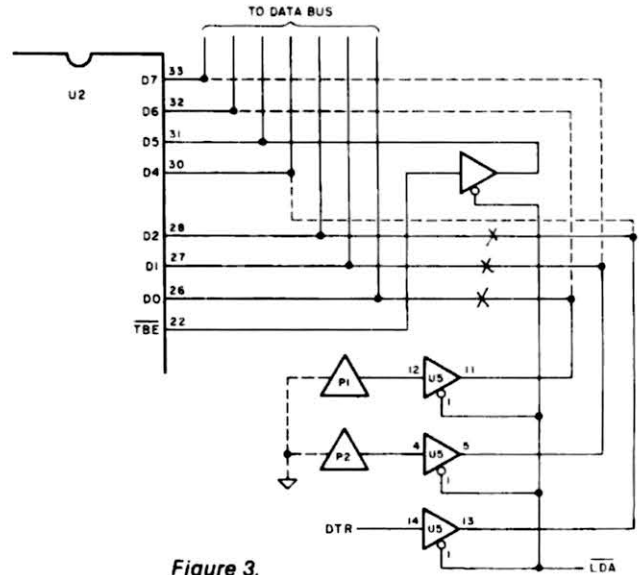 TO DATA BUS
U2
D7 33
D6 32
D5 31
D4 30
D2 28
D1 27
D0 26
TBE 22
P1 12 U5 11
1
P2 4 U5 5
1
DTR 14 U5 13
1
LDA
Figure 3.